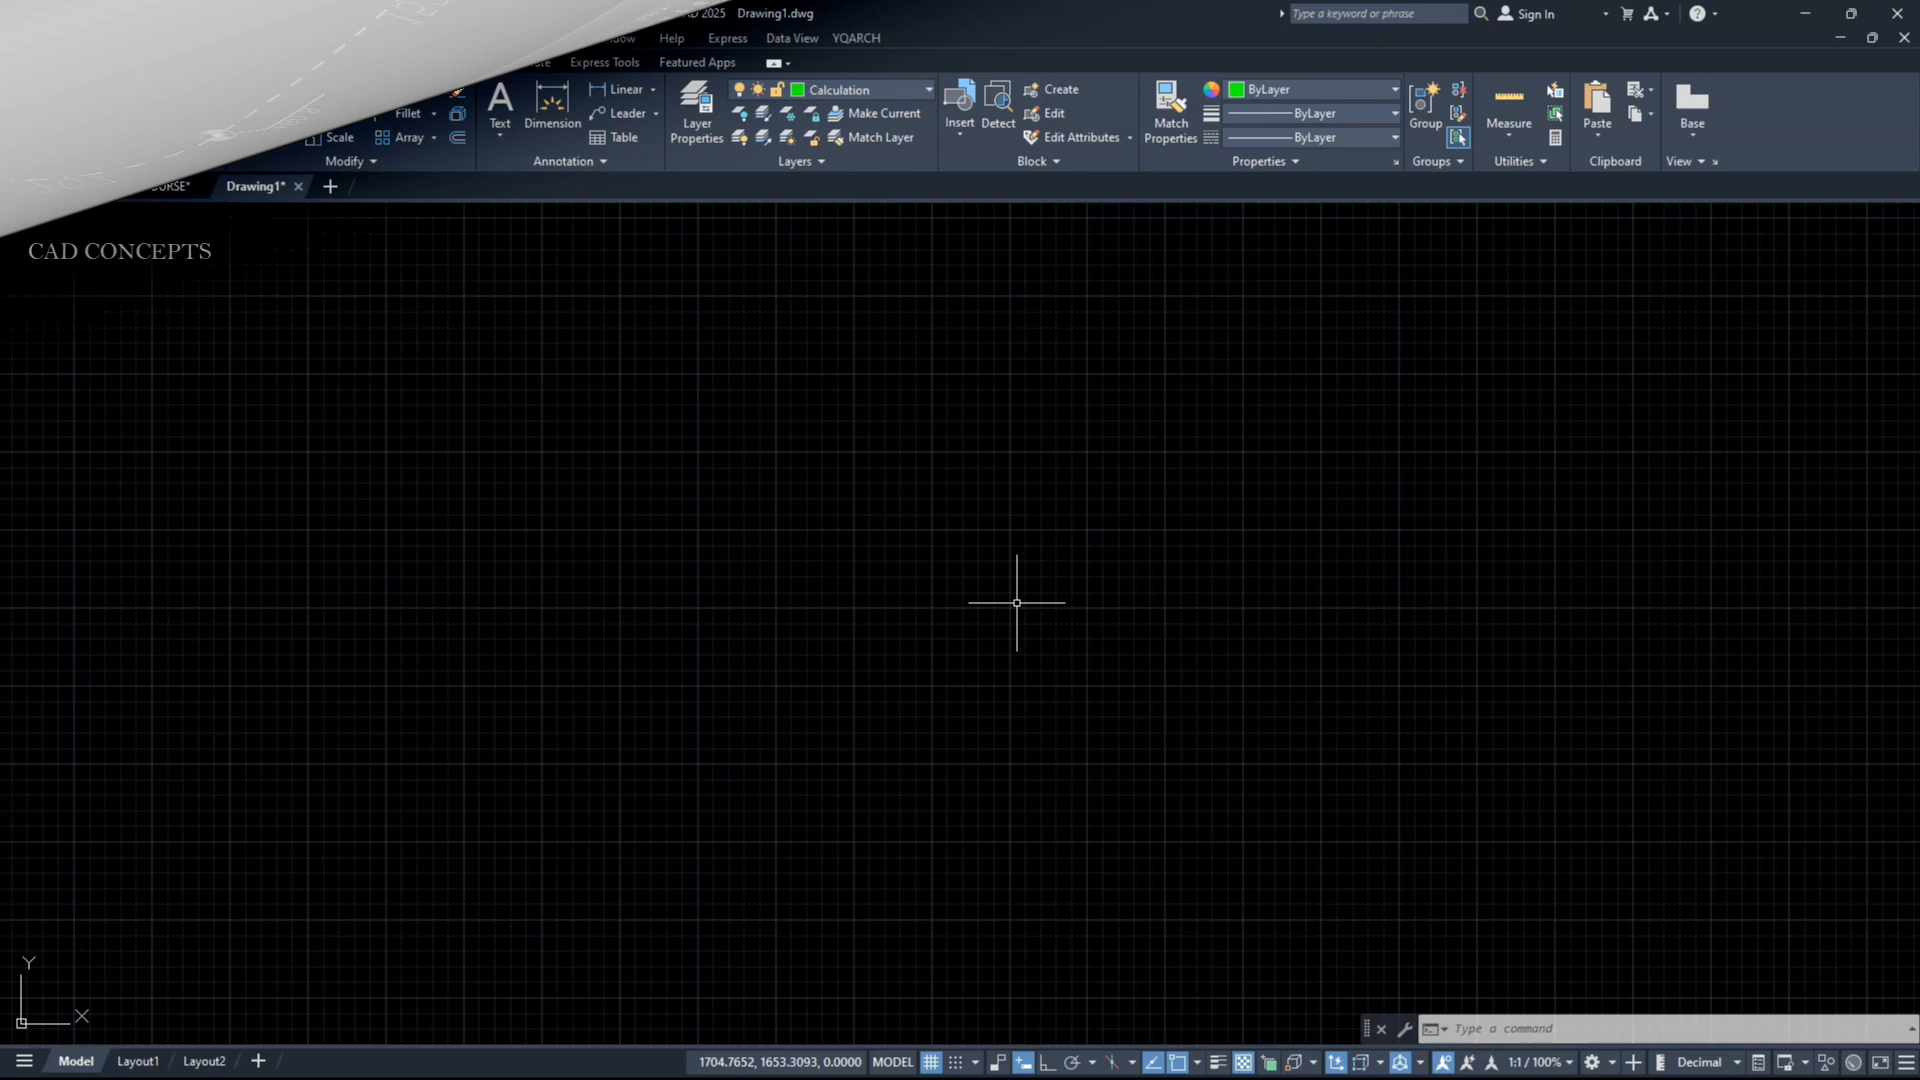 2025 Drawing1.dwg
Type a keyword or phrase
Sign In
Help Express Data View YQARCH
Express Tools Featured Apps
Linear
Calculation
Create
ByLayer
Fillet
Leader
Make Current
Edit
ByLayer
Text Dimension
Layer
Properties
Insert Detect
Match
Properties
Group
Measure
Paste
Base
Scale
Array
Table
Match Layer
Edit Attributes
ByLayer
Modify Annotation Layers Block Properties Groups Utilities Clipboard View
Drawing1*
CAD CONCEPTS
Y
X
Type a command
Model Layout1 Layout2
1704.7652, 1653.3093, 0.0000 MODEL
1:1 / 100%
Decimal